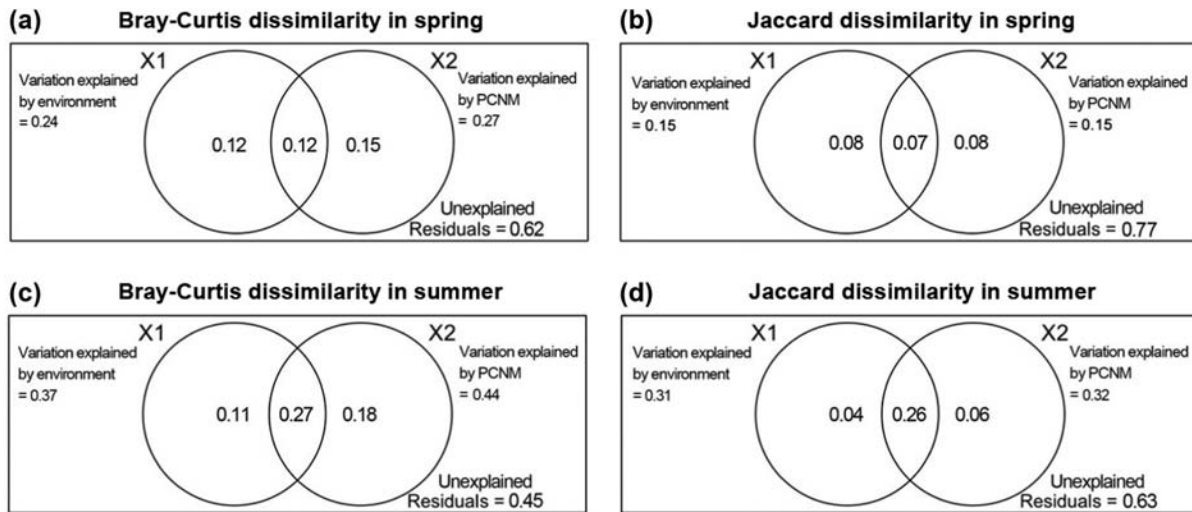 (a) Bray-Curtis dissimilarity in spring
X1
X2
Variation explained
by environment
= 0.24
0.12
0.12
0.15
Variation explained
by PCNM
= 0.27
Unexplained
Residuals = 0.62
(b) Jaccard dissimilarity in spring
X1
X2
Variation explained
by environment
= 0.15
0.08
0.07
0.08
Variation explained
by PCNM
= 0.15
Unexplained
Residuals = 0.77
(c) Bray-Curtis dissimilarity in summer
X1
X2
Variation explained
by environment
= 0.37
0.11
0.27
0.18
Variation explained
by PCNM
= 0.44
Unexplained
Residuals = 0.45
(d) Jaccard dissimilarity in summer
X1
X2
Variation explained
by environment
= 0.31
0.04
0.26
0.06
Variation explained
by PCNM
= 0.32
Unexplained
Residuals = 0.63